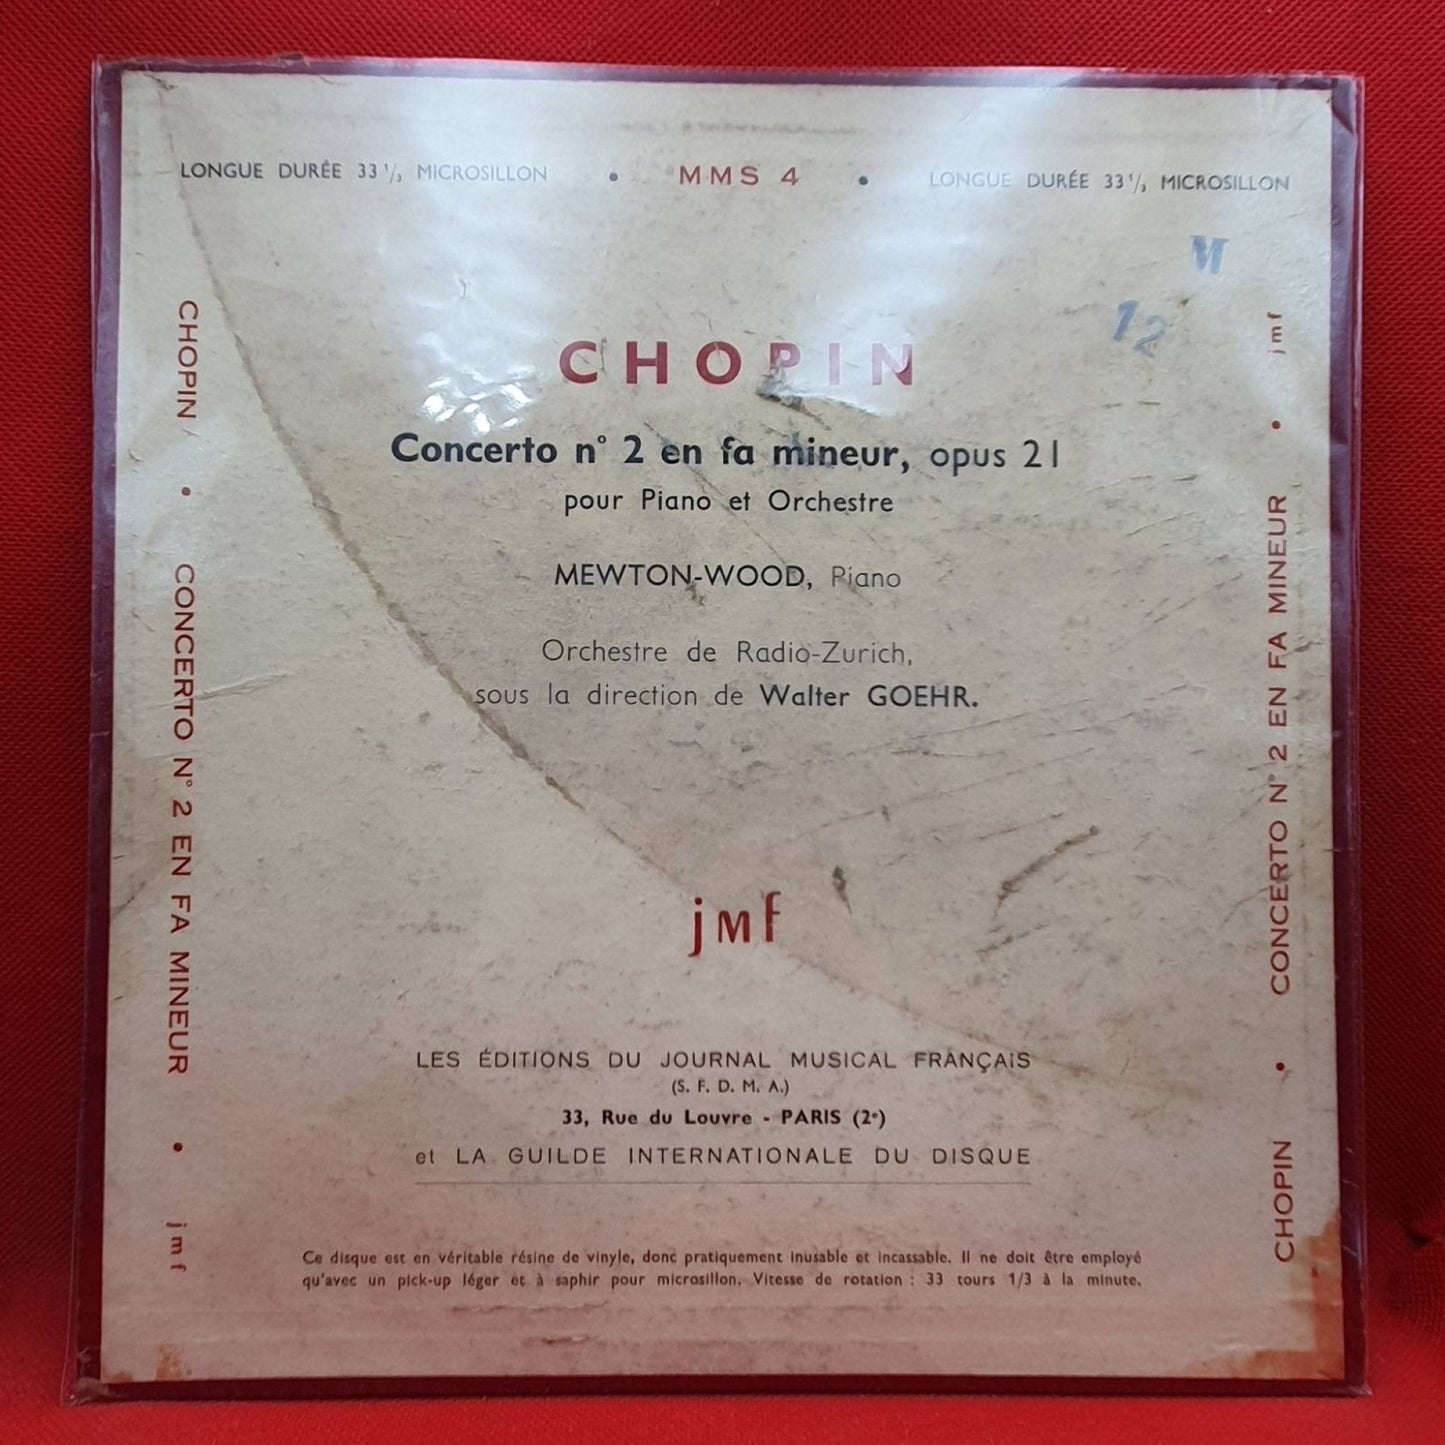 LONGUE DURÉE 33 1/3 MICROSILLON • MMS 4 • LONGUE DURÉE 33 1/3 MICROSILLON
M
12
CHOPIN
Concerto n° 2 en fa mineur, opus 21
pour Piano et Orchestre
MEWTON-WOOD, Piano
Orchestre de Radio-Zurich,
sous la direction de Walter GOEHR.
jmf
LES ÉDITIONS DU JOURNAL MUSICAL FRANÇAIS
(S. F. D. M. A.)
33, Rue du Louvre - PARIS (2e)
et LA GUILDE INTERNATIONALE DU DISQUE
Ce disque est en véritable résine de vinyle, donc pratiquement inusable et incassable. Il ne doit être employé
qu'avec un pick-up léger et à saphir pour microsillon. Vitesse de rotation : 33 tours 1/3 à la minute.
CHOPIN • CONCERTO N° 2 EN FA MINEUR • jmf
CHOPIN • CONCERTO N° 2 EN FA MINEUR • jmf